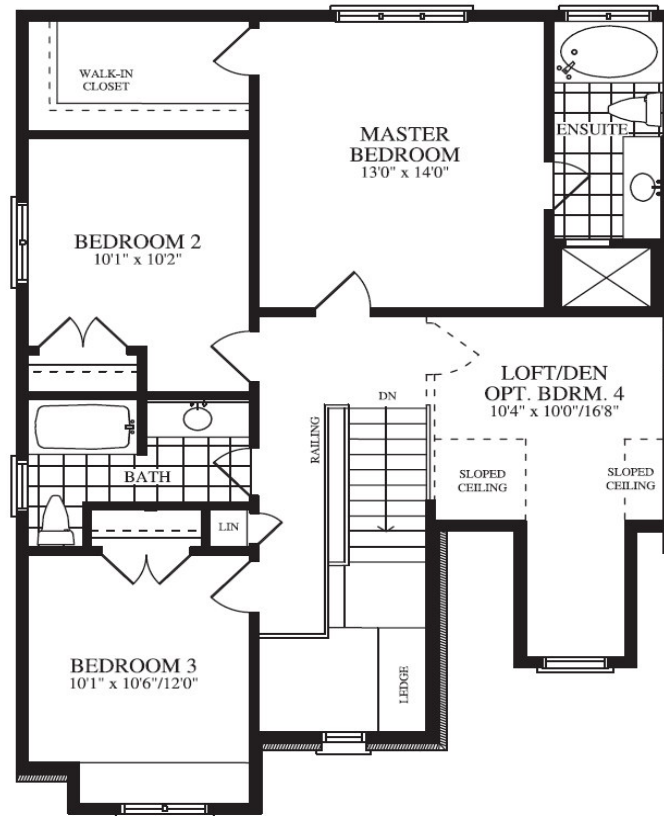 WALK-IN
CLOSET
MASTER
BEDROOM
13'0" x 14'0"
ENSUITE
BEDROOM 2
10'1" x 10'2"
LOFT/DEN
OPT. BDRM. 4
10'4" x 10'0"/16'8"
DN
RAILING
SLOPED
CEILING
SLOPED
CEILING
BATH
LIN
BEDROOM 3
10'1" x 10'6"/12'0"
LEDGE